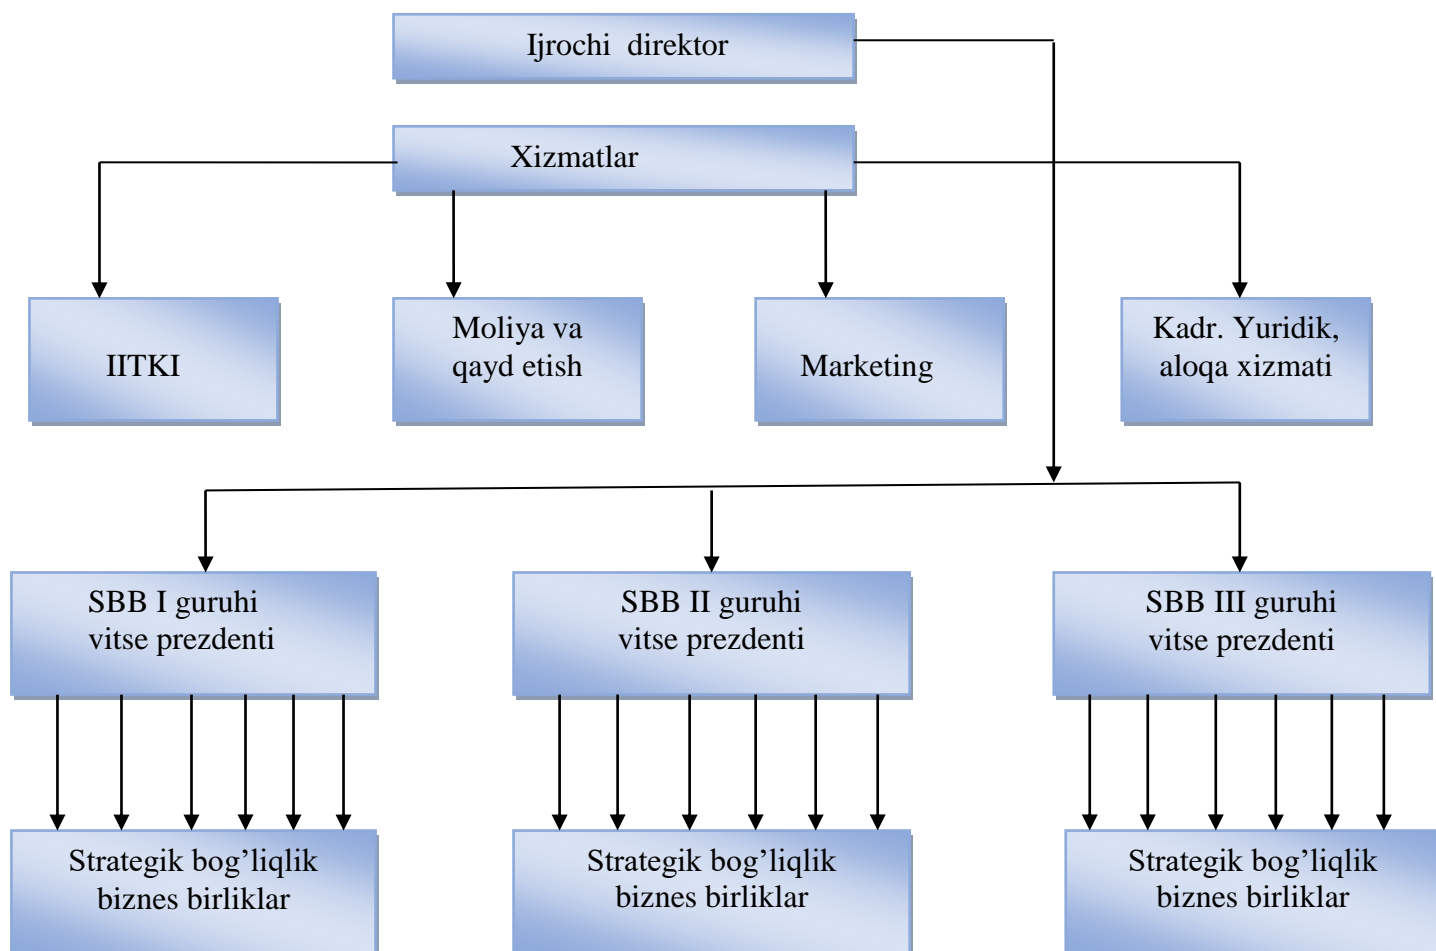 Ijrochi direktor
Xizmatlar
IITKI
Moliya va
qayd etish
Marketing
Kadr. Yuridik,
aloqa xizmati
SBB I guruhi
vitse prezdenti
SBB II guruhi
vitse prezdenti
SBB III guruhi
vitse prezdenti
Strategik bog’liqlik
biznes birliklar
Strategik bog’liqlik
biznes birliklar
Strategik bog’liqlik
biznes birliklar